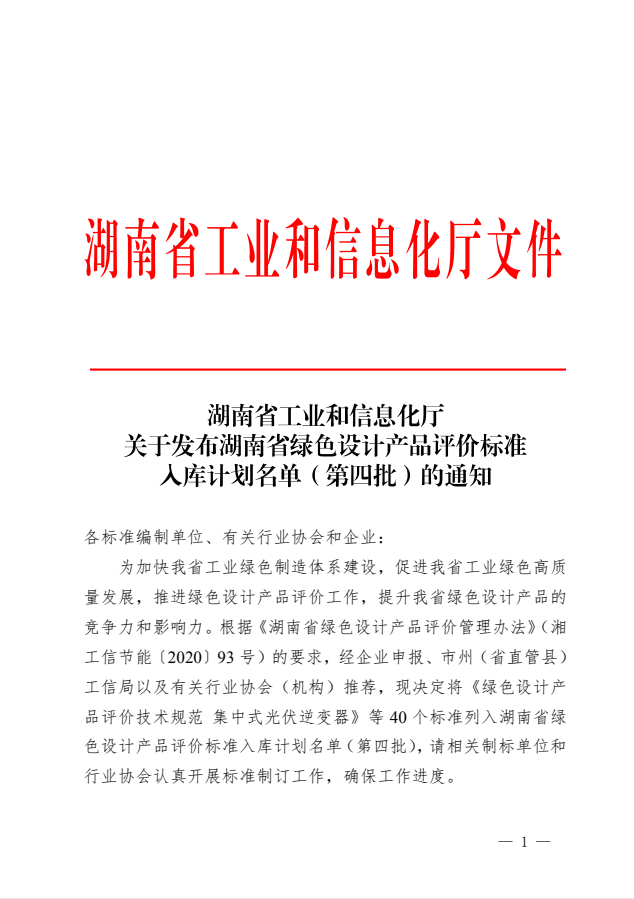 湖南省工业和信息化厅文件
湖南省工业和信息化厅
关于发布湖南省绿色设计产品评价标准
入库计划名单（第四批）的通知
各标准编制单位、有关行业协会和企业：
为加快我省工业绿色制造体系建设，促进我省工业绿色高质
量发展，推进绿色设计产品评价工作，提升我省绿色设计产品的
竞争力和影响力。根据《湖南省绿色设计产品评价管理办法》（湘
工信节能〔2020〕93 号）的要求，经企业申报、市州（省直管县）
工信局以及有关行业协会（机构）推荐，现决定将《绿色设计产
品评价技术规范 集中式光伏逆变器》等 40 个标准列入湖南省绿
色设计产品评价标准入库计划名单（第四批），请相关制标单位和
行业协会认真开展标准制订工作，确保工作进度。
— 1 —